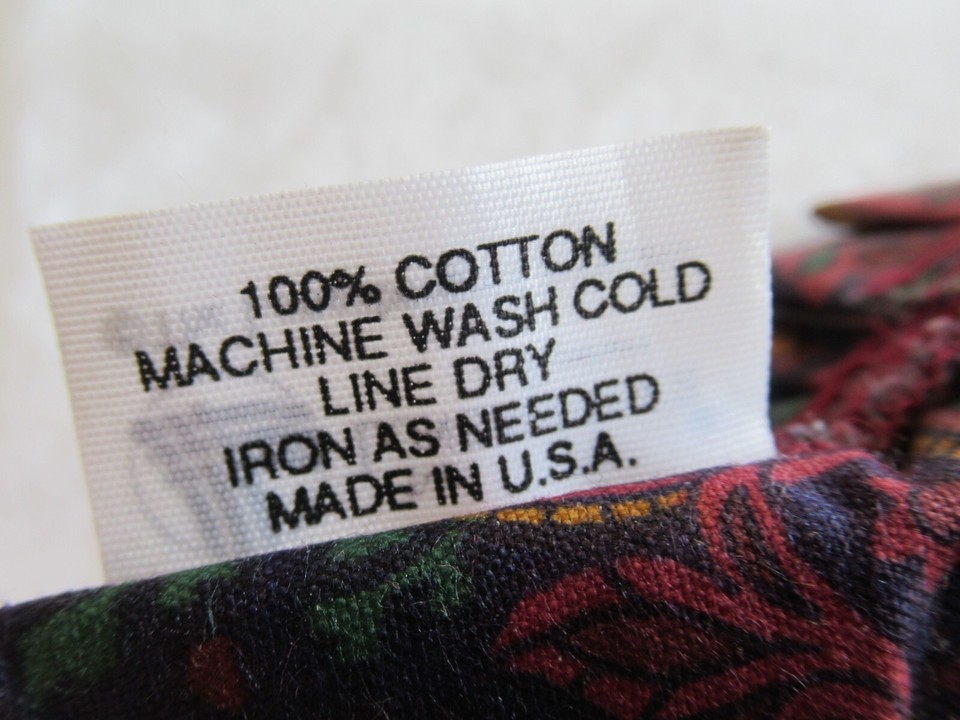 100% COTTON
MACHINE WASH COLD
LINE DRY
IRON AS NEEDED
MADE IN U.S.A.